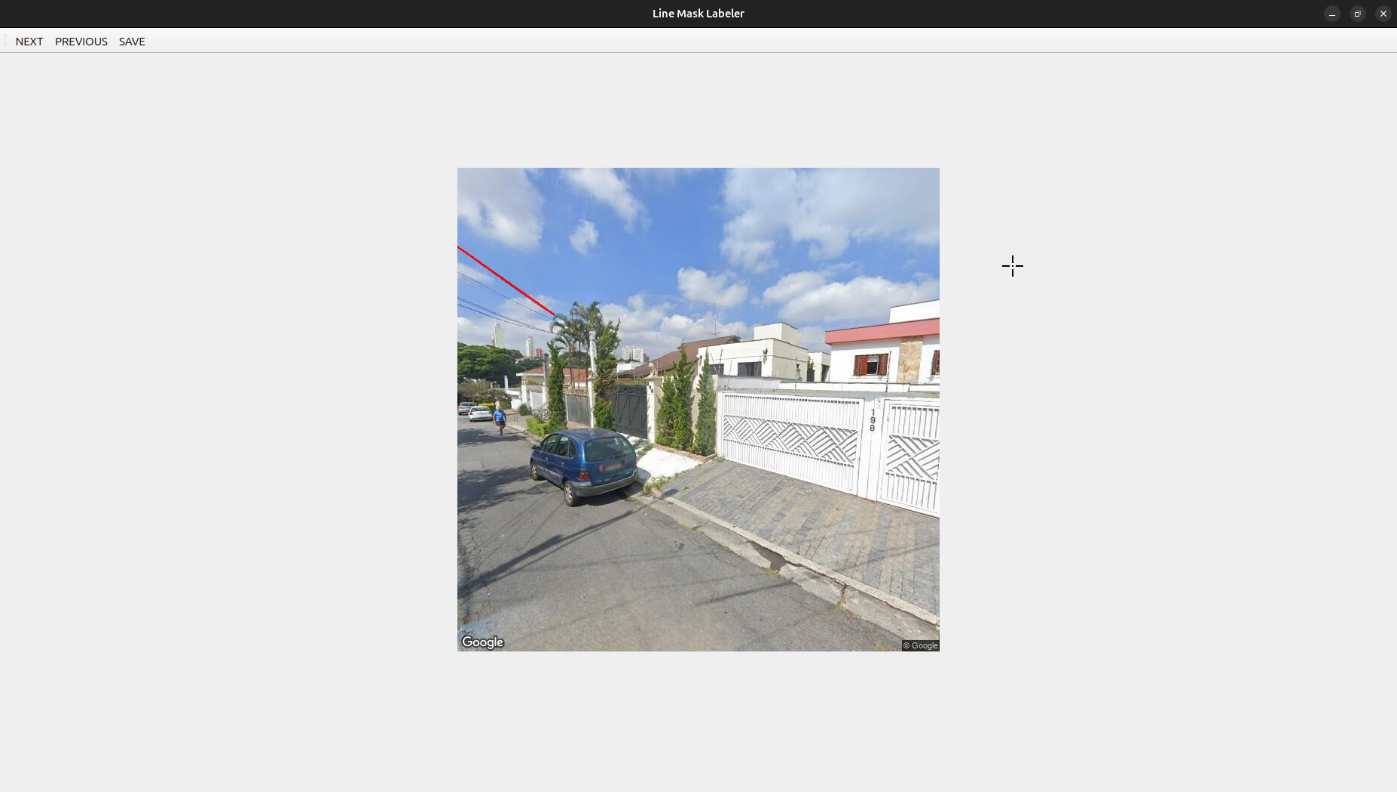 Line Mask Labeler
NEXT PREVIOUS SAVE
198
Google
© Google